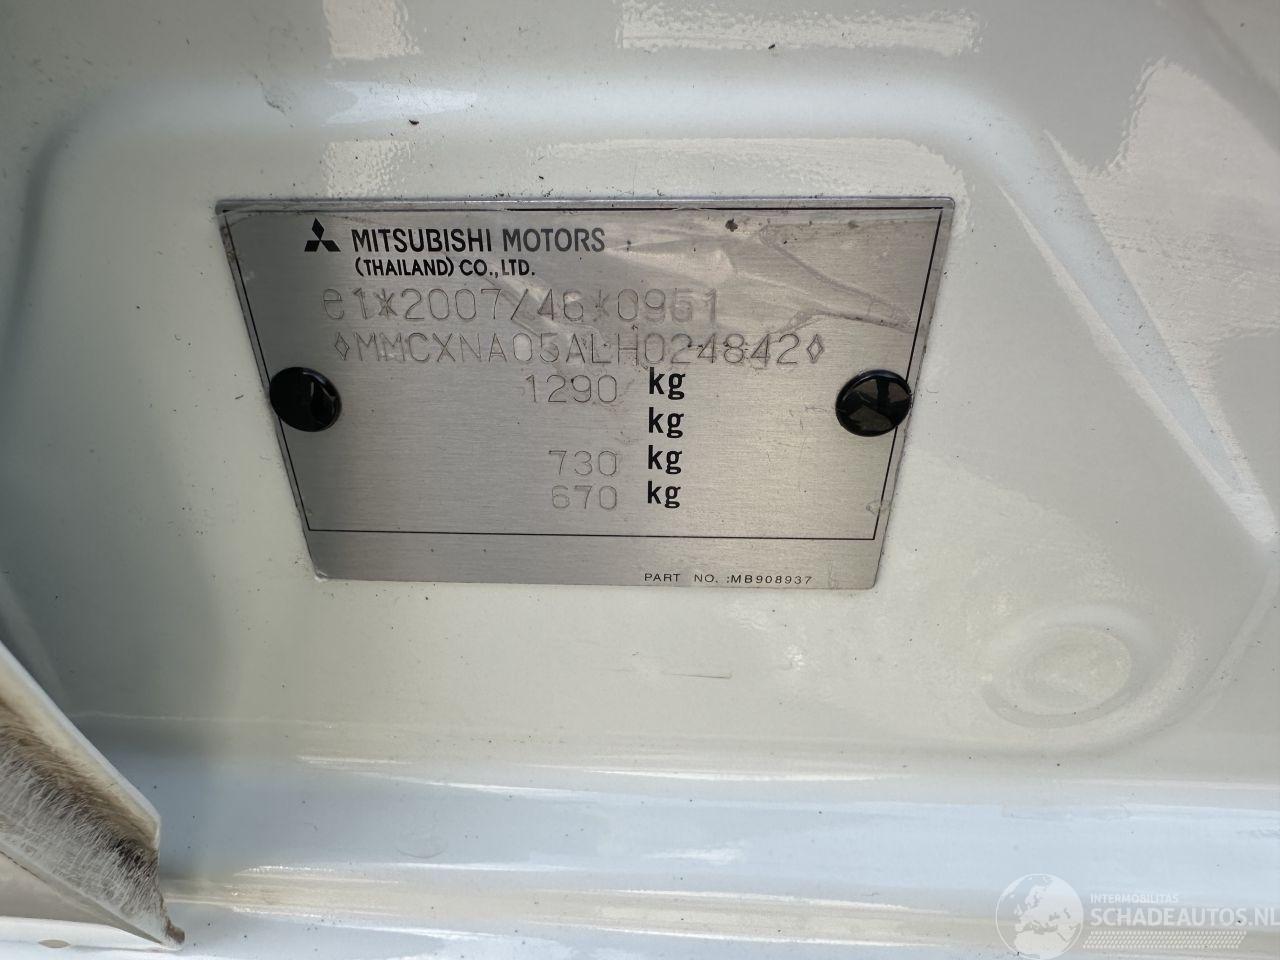 MITSUBISHI MOTORS
(THAILAND) CO., LTD.
e1*2007/46*0951
◊MMCXNA05ALH024842◊
1290 kg
kg
730 kg
670 kg
PART NO. :MB908937
INTERMOBILITAS
SCHADEAUTOS.NL